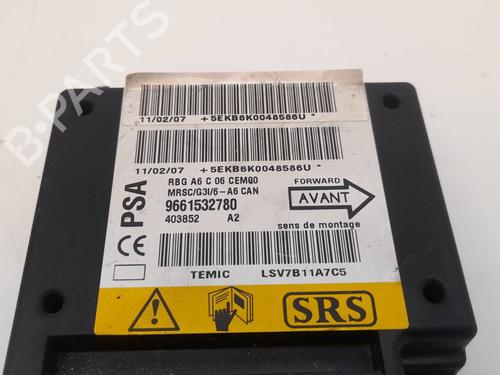 11/02/07 +5EKB6K0048586U-
11/02/07 +5EKB6K0048586U-
PSA
RBG A6 C 06 CEMQ0
MRSC/G3I/6-A6 CAN
9661532780
403852 A2
FORWARD
AVANT
sens de montage
CE
TEMIC LSV7B11A7C5
SRS
B-PARTS